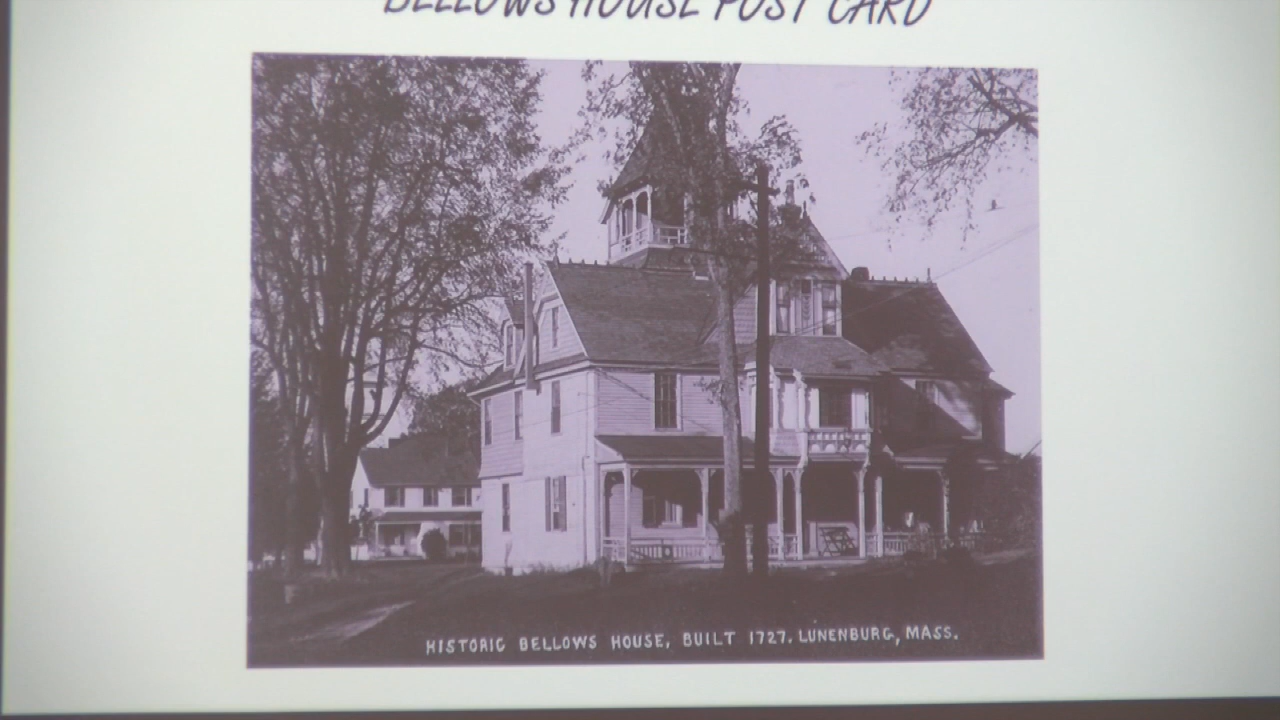 BELLOWS HOUSE POST CARD
HISTORIC BELLOWS HOUSE, BUILT 1727. LUNENBURG, MASS.